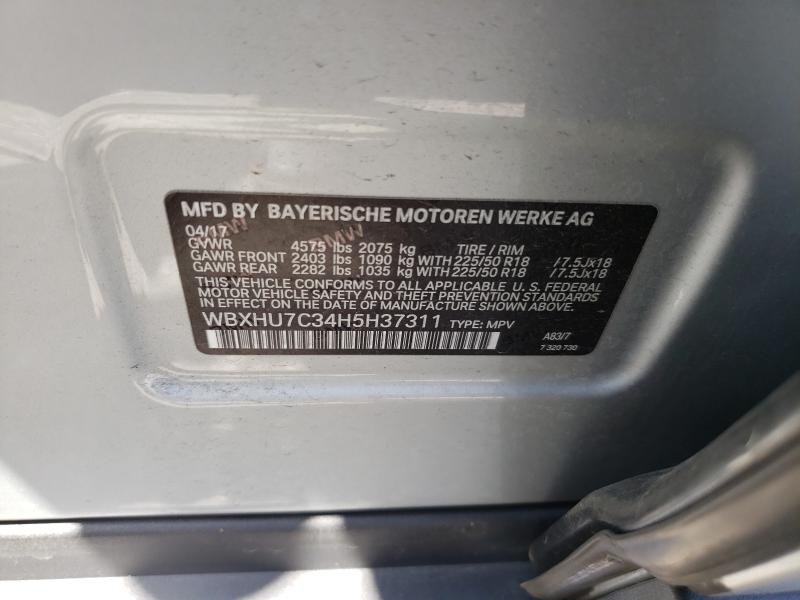 MFD BY BAYERISCHE MOTOREN WERKE AG
04/17
GVWR 4575 lbs 2075 kg TIRE / RIM
GAWR FRONT 2403 lbs 1090 kg WITH 225/50 R18 /7.5Jx18
GAWR REAR 2282 lbs 1035 kg WITH 225/50 R18 /7.5Jx18
THIS VEHICLE CONFORMS TO ALL APPLICABLE U. S. FEDERAL
MOTOR VEHICLE SAFETY AND THEFT PREVENTION STANDARDS
IN EFFECT ON THE DATE OF MANUFACTURE SHOWN ABOVE.
WBXHU7C34H5H37311 TYPE: MPV
A83/7
7 320 730